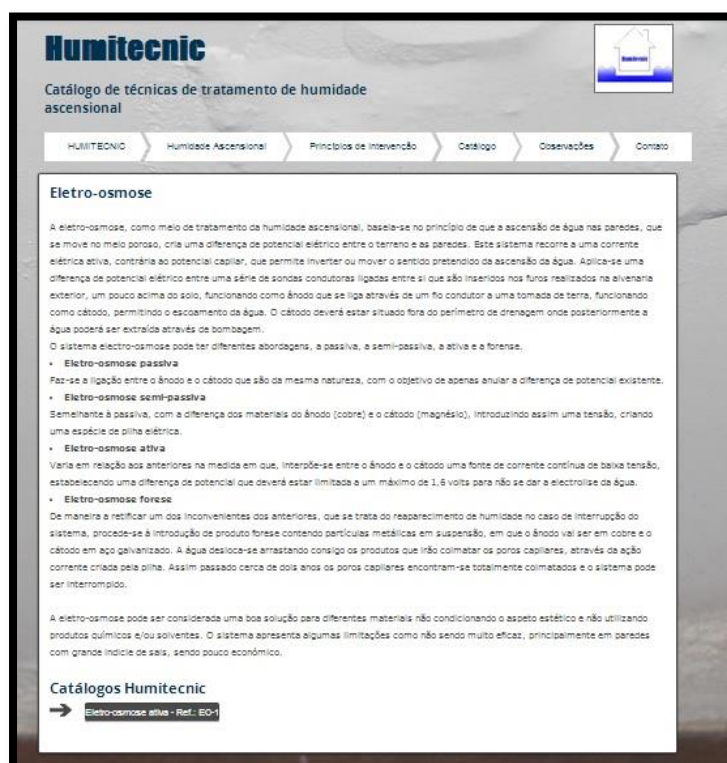 Humitecnic
Humitecnic
Catálogo de técnicas de tratamento de humidade
ascensional
HUMITECNIC
Humidade Ascensional
Princípios de Intervenção
Catálogo
Observações
Contato
Eletro-osmose
A eletro-osmose, como meio de tratamento da humidade ascensional, baseia-se no princípio de que a ascensão de água nas paredes, que
se move no meio poroso, cria uma diferença de potencial elétrico entre o terreno e as paredes. Este sistema recorre a uma corrente
elétrica ativa, contrária ao potencial capilar, que permite inverter ou mover o sentido pretendido da ascensão da água. Aplica-se uma
diferença de potencial elétrico entre uma série de sondas condutoras ligadas entre si que são inseridos nos furos realizados na alvenaria
exterior, um pouco acima do solo, funcionando como ânodo que se liga através de um fio condutor a uma tomada de terra, funcionando
como cátodo, permitindo o escoamento da água. O cátodo deverá estar situado fora do perímetro de drenagem onde posteriormente a
água poderá ser extraída através de bombagem.
O sistema electro-osmose pode ter diferentes abordagens, a passiva, a semi-passiva, a ativa e a forense.
• Eletro-osmose passiva
Faz-se a ligação entre o ânodo e o cátodo que são da mesma natureza, com o objetivo de apenas anular a diferença de potencial existente.
• Eletro-osmose semi-passiva
Semelhante à passiva, com a diferença dos materiais do ânodo (cobre) e o cátodo (magnésio), introduzindo assim uma tensão, criando
uma espécie de pilha elétrica.
• Eletro-osmose ativa
Varia em relação aos anteriores na medida em que, interpõe-se entre o ânodo e o cátodo uma fonte de corrente contínua de baixa tensão,
estabelecendo uma diferença de potencial que deverá estar limitada a um máximo de 1,6 volts para não se dar a electrolise da água.
• Eletro-osmose forese
De maneira a retificar um dos inconvenientes dos anteriores, que se trata do reaparecimento de humidade no caso de interrupção do
sistema, procede-se à introdução de produto forese contendo partículas metálicas em suspensão, em que o ânodo vai ser em cobre e o
cátodo em aço galvanizado. A água desloca-se arrastando consigo os produtos que irão colmatar os poros capilares, através da ação
corrente criada pela pilha. Assim passado cerca de dois anos os poros capilares encontram-se totalmente colmatados e o sistema pode
ser interrompido.
A eletro-osmose pode ser considerada uma boa solução para diferentes materiais não condicionando o aspeto estético e não utilizando
produtos químicos e/ou solventes. O sistema apresenta algumas limitações como não sendo muito eficaz, principalmente em paredes
com grande indicie de sais, sendo pouco económico.
Catálogos Humitecnic
Eletro-osmose ativa - Ref.: EO-1